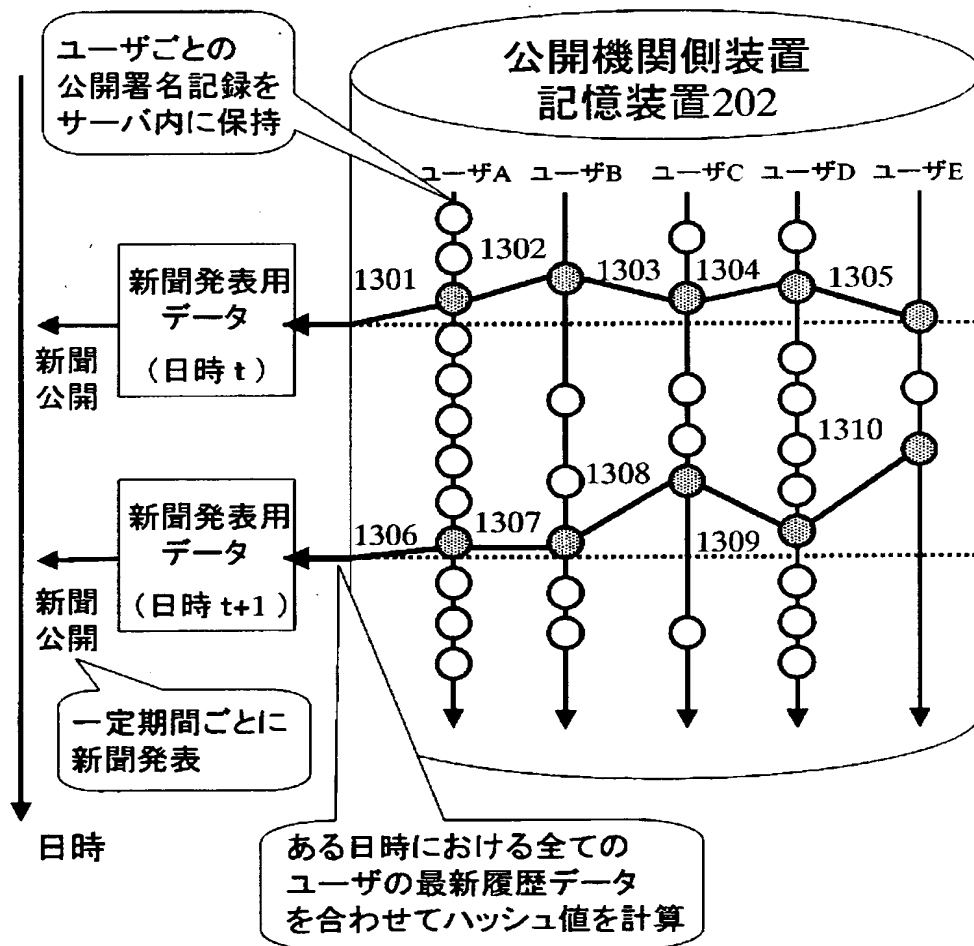 ユーザごとの
公開署名記録を
サーバ内に保持
公開機関側装置
記憶装置202
ユーザA ユーザB ユーザC ユーザD ユーザE
1301 1302 1303 1304 1305
新聞発表用
データ
(日時 t)
新聞
公開
1306 1307 1308 1309 1310
新聞発表用
データ
(日時 t+1)
新聞
公開
一定期間ごとに
新聞発表
日時
ある日時における全ての
ユーザの最新履歴データ
を合わせてハッシュ値を計算